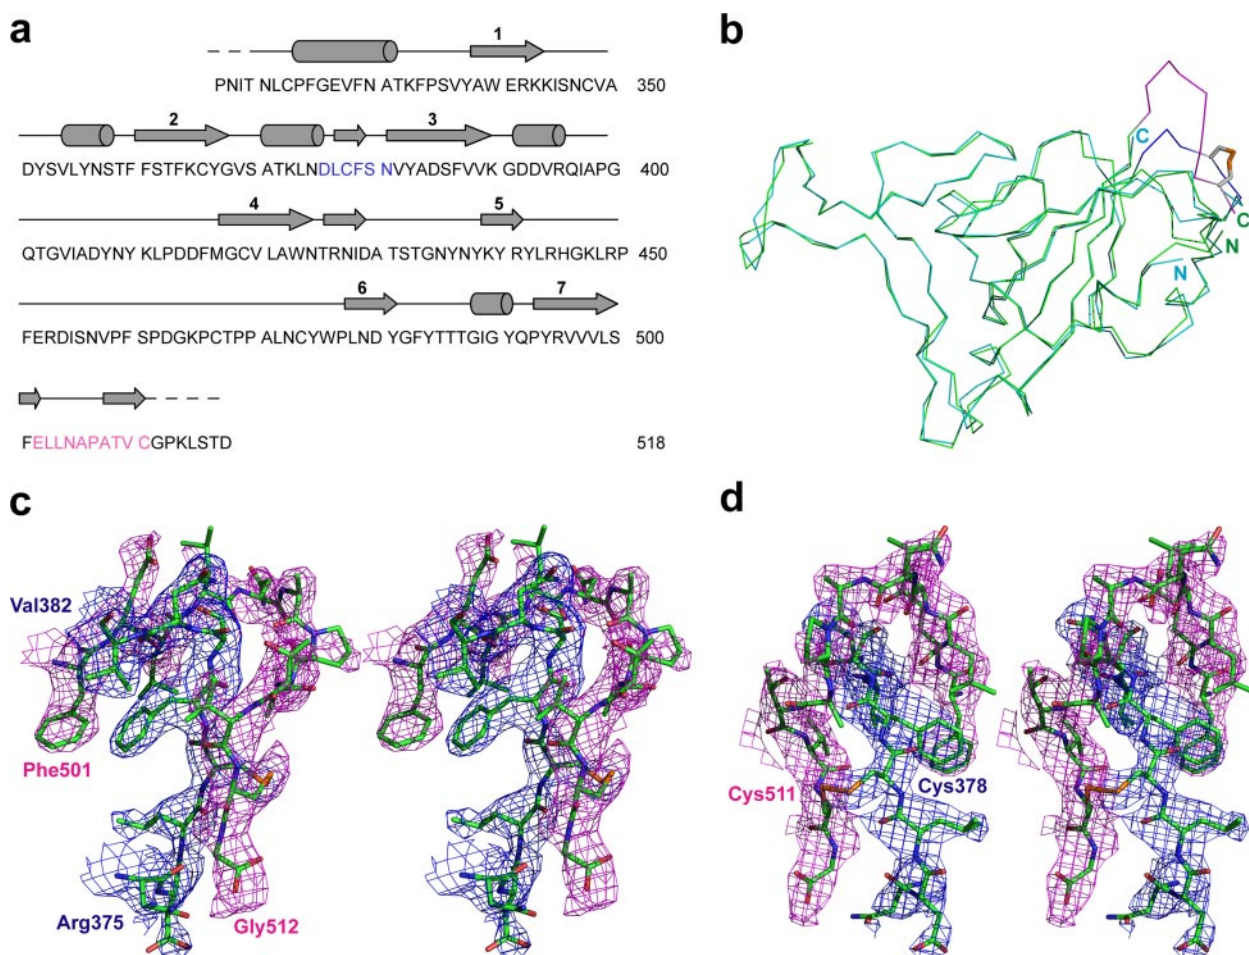 a
1
PNIT NLCPFGEVFN ATKFPSVYAW ERKKISNCVA 350
2 3
DYSVLYNSTF FSTFKCYGVS ATKLNDLCFS NVYADSFVVK GDDVRQIAPG 400
4 5
QTGVIADYNY KLPDDFMGCV LAWNTRNIDA TSTGNYNYKY RYLRHGKLRP 450
6 7
FERDISNVPF SPDGKPCTPP ALNCYWPLND YGFYTTTGIG YQPYRVVVLS 500
FELLNAPATV CGPKLSTD 518
b
C
C
N
N
c
Val382
Phe501
Arg375
Gly512
d
Cys511
Cys378